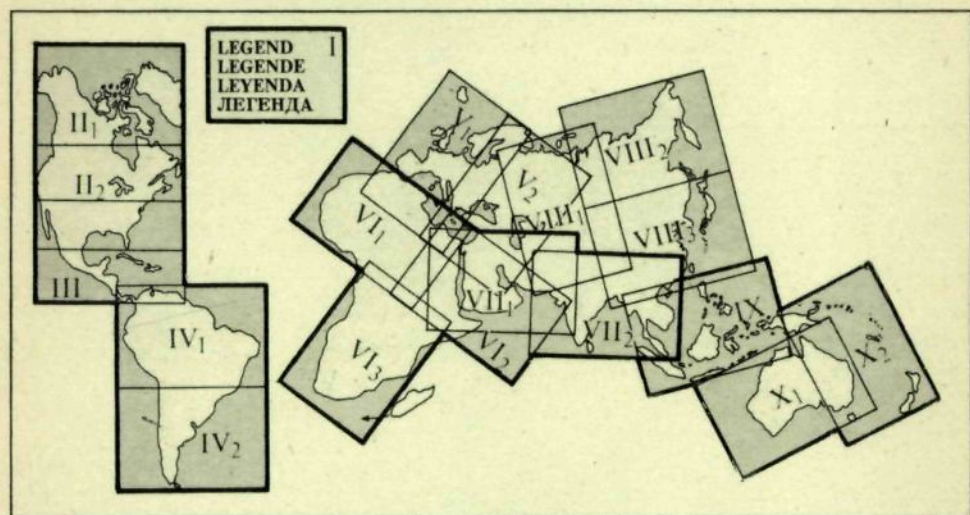 LEGEND I
LEGENDE
LEYENDA
ЛЕГЕНДА
II₁
II₂
III
IV₁
IV₂
V₁
V₂
VI₁
VI₂
VI₃
VII₁
VII₂
VIII₁
VIII₂
VIII₃
IX
X₁
X₂